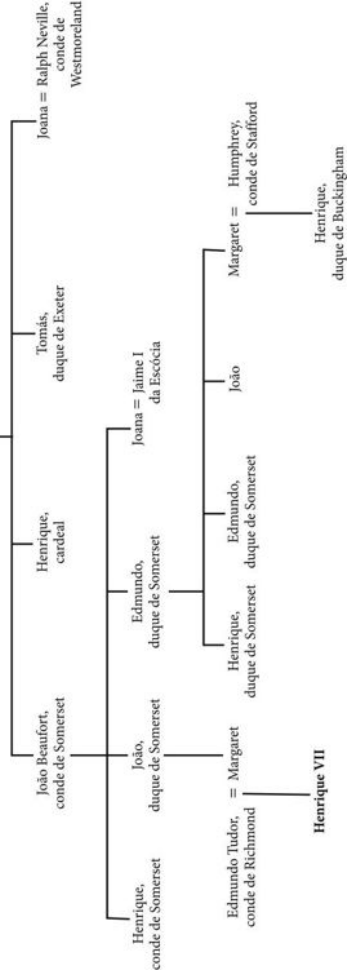 João Beaufort,
conde de Somerset
Henrique,
cardeal
Tomás,
duque de Exeter
Joana = Ralph Neville,
conde de
Westmoreland
Henrique,
conde de Somerset
João,
duque de Somerset
Edmundo,
duque de Somerset
Joana = Jaime I
da Escócia
Edmundo Tudor,
conde de Richmond
= Margaret
Henrique,
duque de Somerset
Edmundo,
duque de Somerset
João
Margaret =
Humphrey,
conde de Stafford
Henrique VII
Henrique,
duque de Buckingham